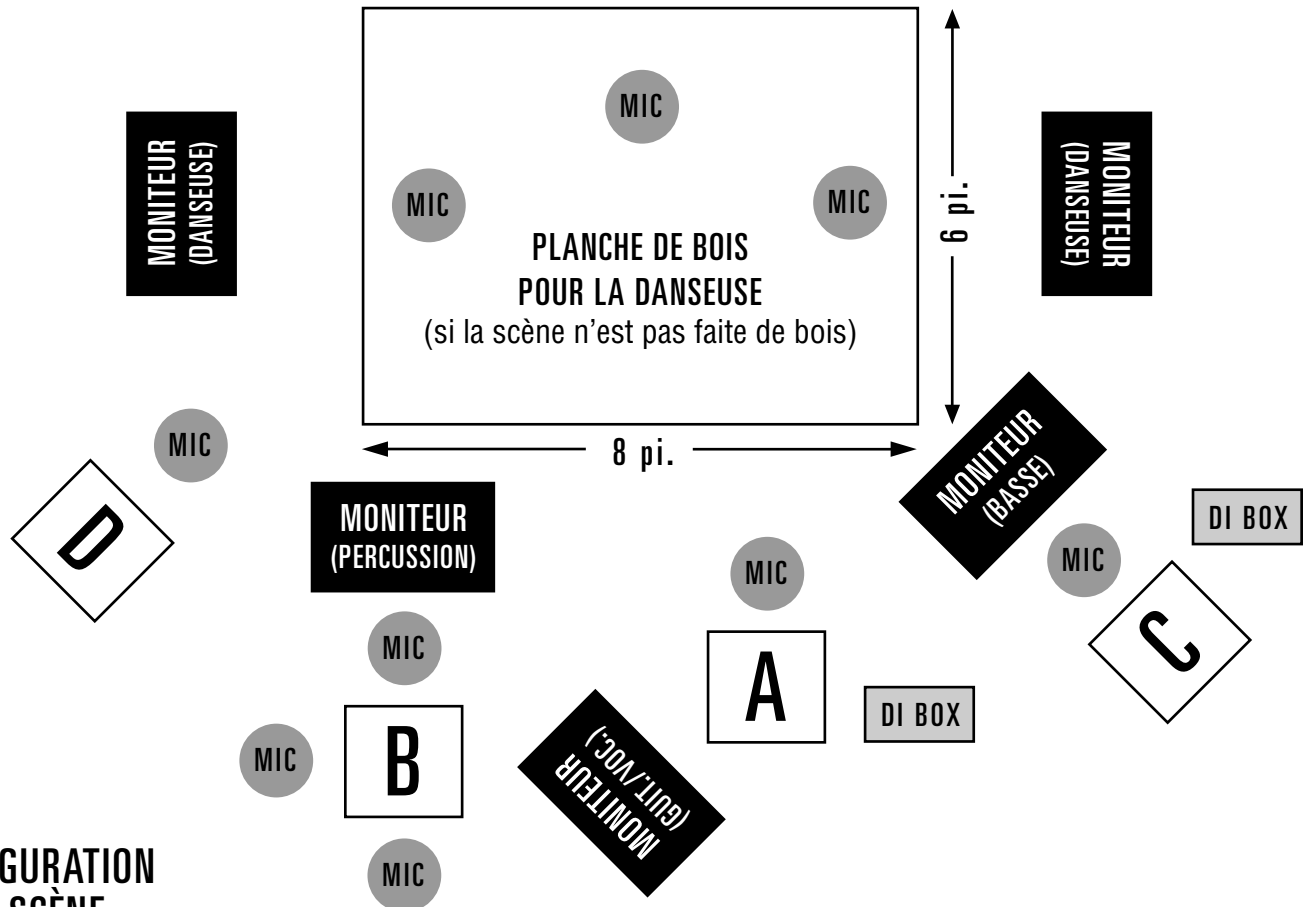 MIC
MONITEUR
(DANSEUSE)
MIC
MIC
MONITEUR
(DANSEUSE)
6 pi.
PLANCHE DE BOIS
POUR LA DANSEUSE
(si la scène n’est pas faite de bois)
8 pi.
MIC
D
MONITEUR
(PERCUSSION)
MONITEUR
(BASSE)
DI BOX
MIC
MIC
C
MIC
A
DI BOX
MIC
B
MONITEUR
(GUIT./VOC.)
MIC
GURATION
SCÈNE